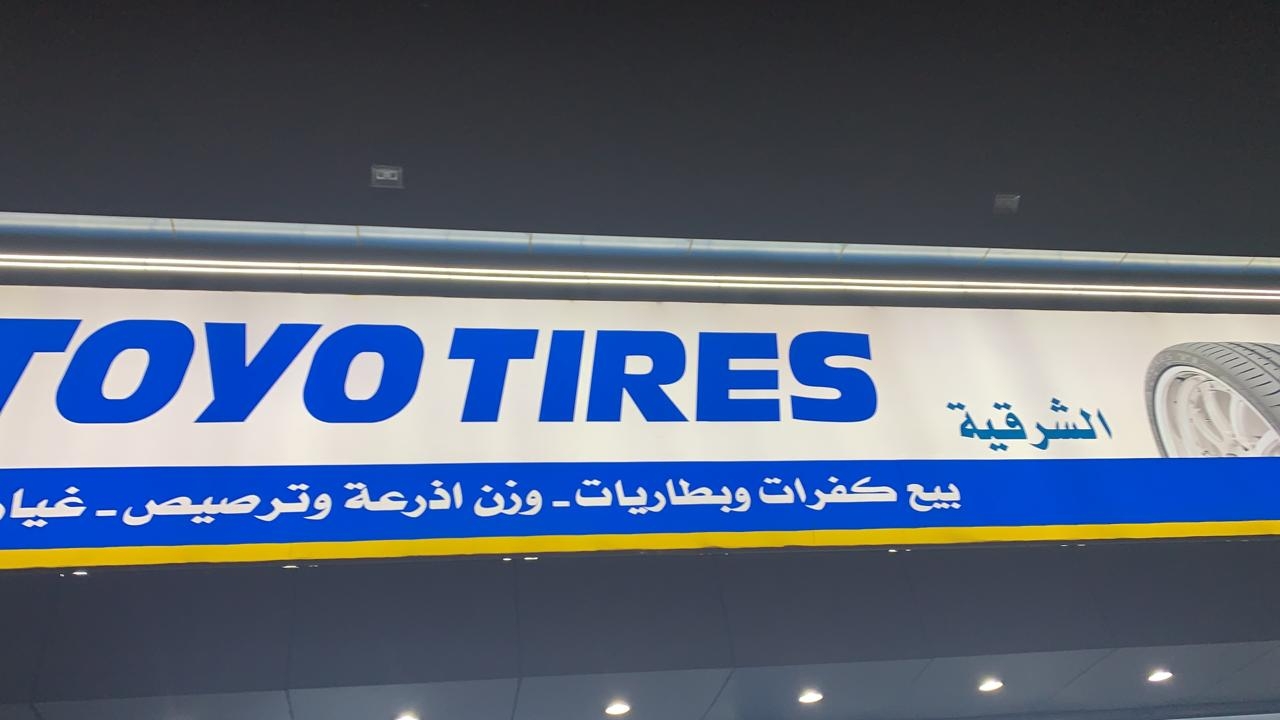 TOYO TIRES
الشرقية
بيع كفرات وبطاريات - وزن اذرعة وترصيص -